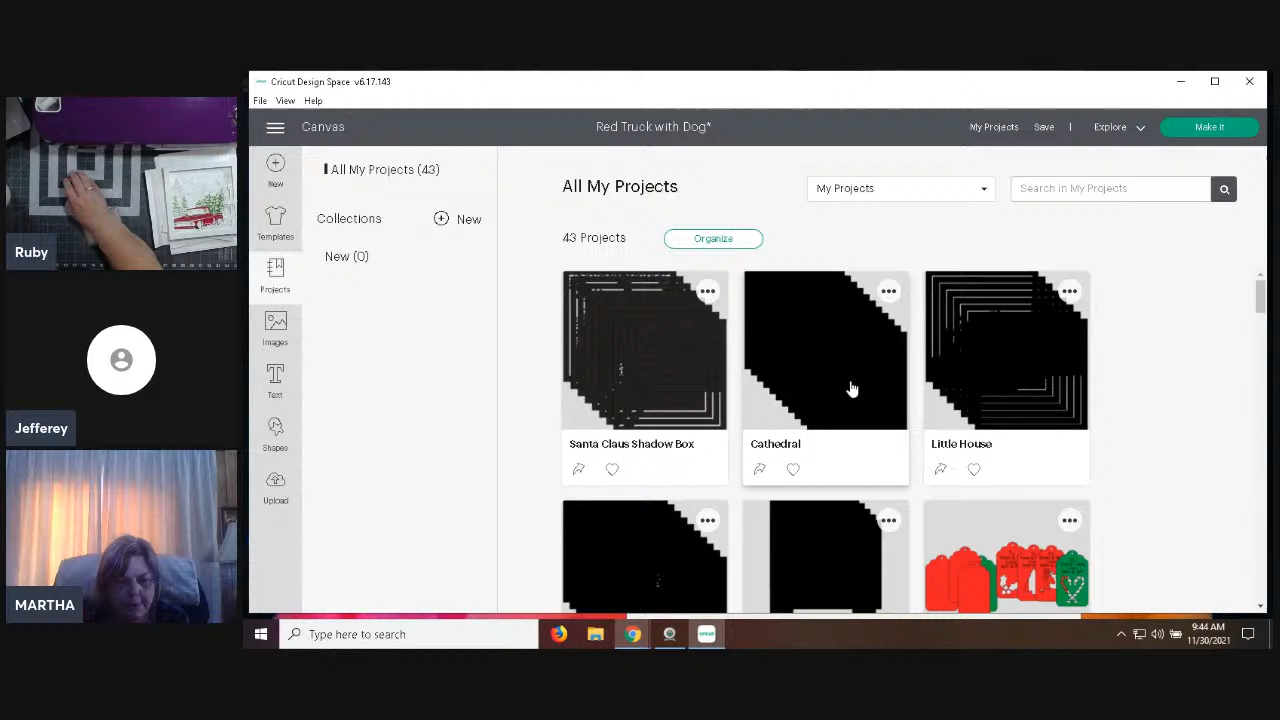 Cricut Design Space v6.17.143
File View Help
Canvas
Red Truck with Dog*
My Projects Save | Explore
Make It
New
Templates
Projects
Images
Text
Shapes
Upload
All My Projects (43)
Collections
New
New (0)
All My Projects
My Projects
Search in My Projects
43 Projects
Organize
Santa Claus Shadow Box
Cathedral
Little House
Ruby
Jefferey
MARTHA
Type here to search
9:44 AM
11/30/2021